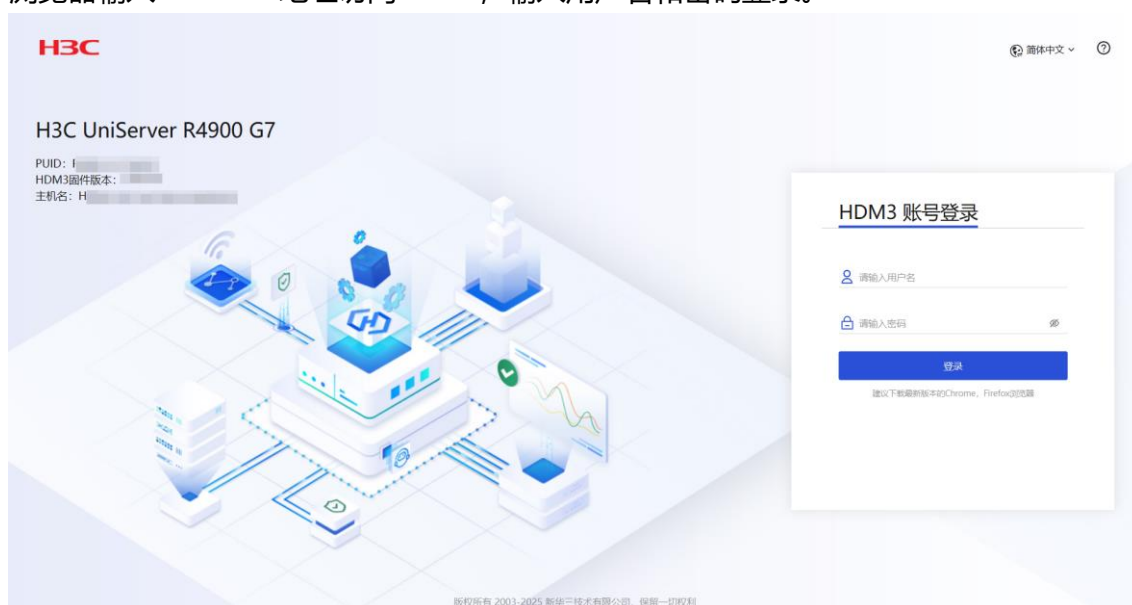 H3C
简体中文
H3C UniServer R4900 G7
PUID:
HDM3固件版本:
主机名: H
HDM3 账号登录
请输入用户名
请输入密码
登录
建议下载最新版本的Chrome、Firefox浏览器
版权所有 2003-2025 新华三技术有限公司，保留一切权利